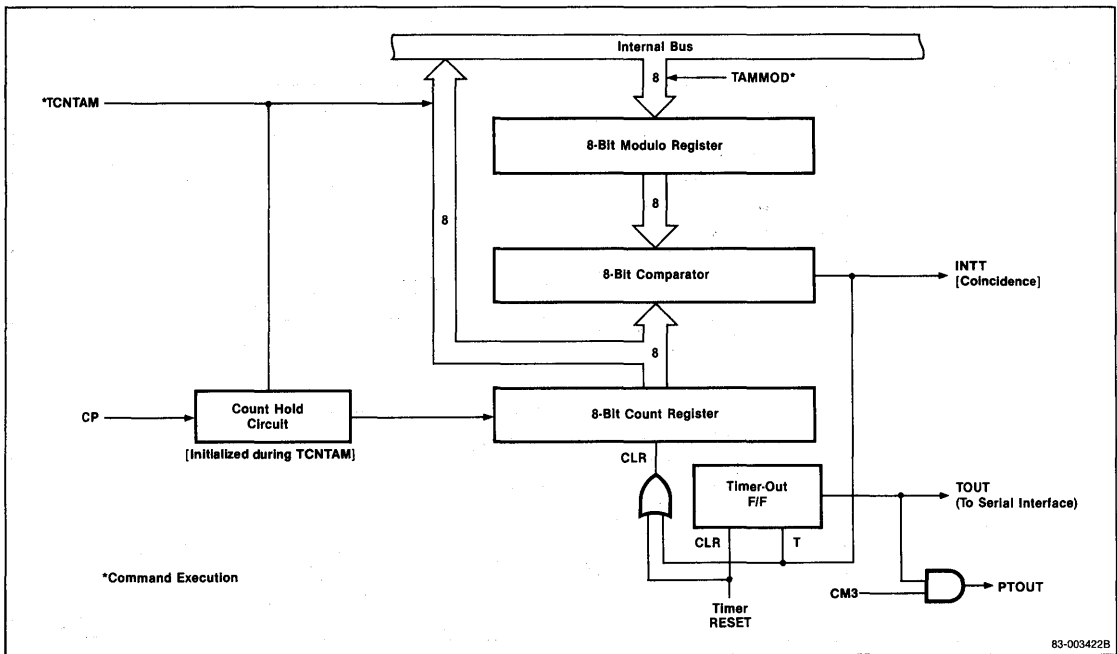 Internal Bus
8
TAMMOD*
*TCNTAM
8-Bit Modulo Register
8
8
8-Bit Comparator
INTT
[Coincidence]
8
CP
Count Hold
Circuit
8-Bit Count Register
[Initialized during TCNTAM]
CLR
Timer-Out
F/F
TOUT
(To Serial Interface)
CLR
T
*Command Execution
CM3
PTOUT
Timer
RESET
83-003422B